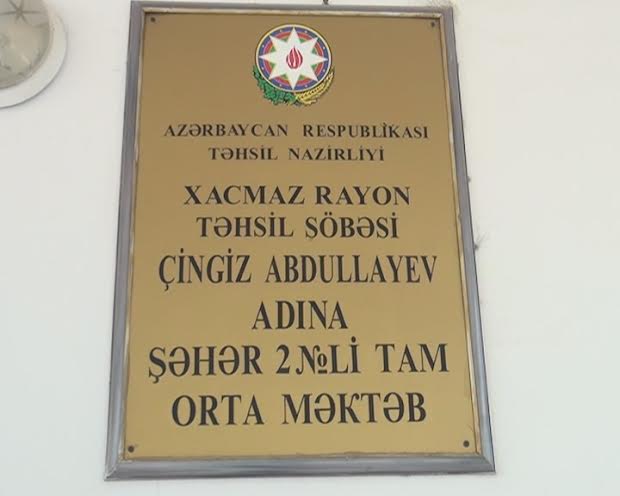 AZƏRBAYCAN RESPUBLİKASI
TƏHSİL NAZİRLİYİ
XACMAZ RAYON
TƏHSİL ŞÖBƏSİ
ÇİNGİZ ABDULLAYEV
ADINA
ŞƏHƏR 2№Lİ TAM
ORTA MƏKTƏB